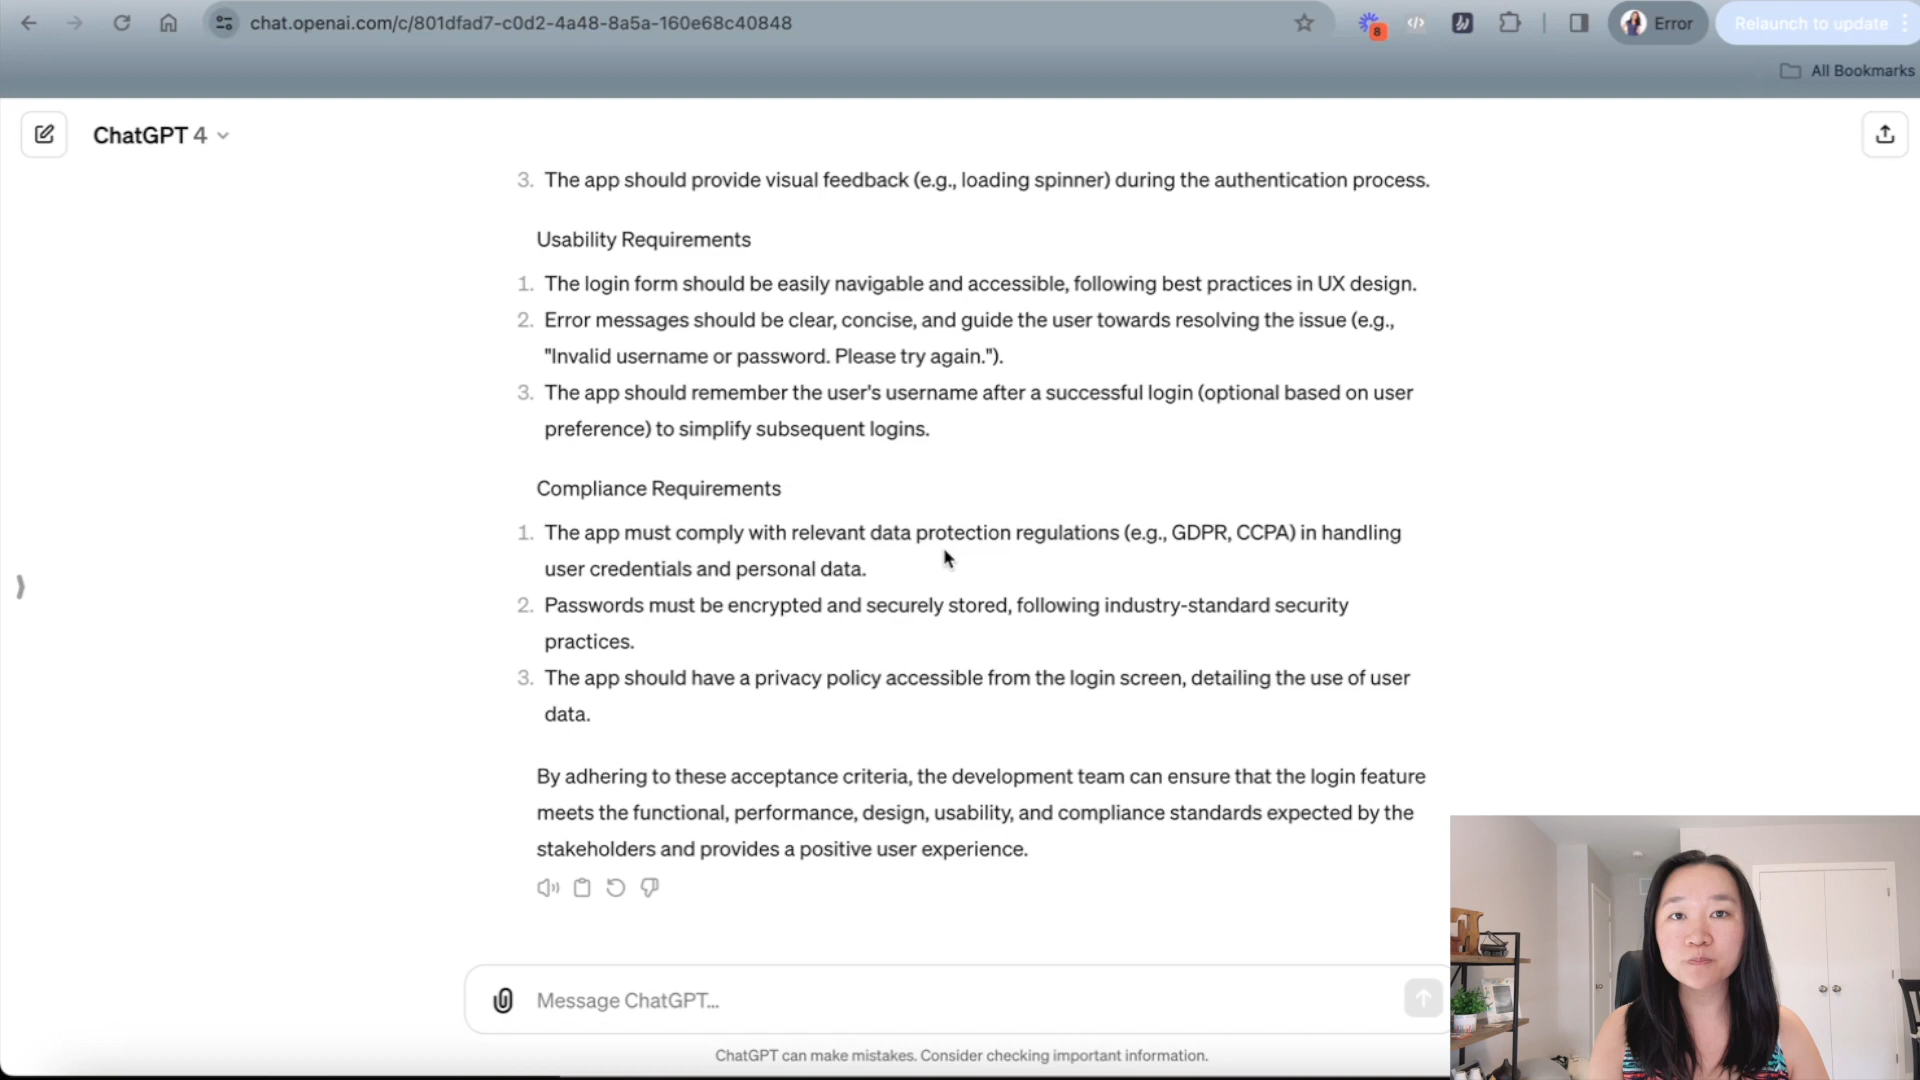 chat.openai.com/c/801dfad7-c0d2-4a48-8a5a-160e68c40848
8
Error
Relaunch to update
All Bookmarks
ChatGPT 4
3. The app should provide visual feedback (e.g., loading spinner) during the authentication process.
Usability Requirements
1. The login form should be easily navigable and accessible, following best practices in UX design.
2. Error messages should be clear, concise, and guide the user towards resolving the issue (e.g.,
"Invalid username or password. Please try again.").
3. The app should remember the user's username after a successful login (optional based on user
preference) to simplify subsequent logins.
Compliance Requirements
1. The app must comply with relevant data protection regulations (e.g., GDPR, CCPA) in handling
user credentials and personal data.
2. Passwords must be encrypted and securely stored, following industry-standard security
practices.
3. The app should have a privacy policy accessible from the login screen, detailing the use of user
data.
By adhering to these acceptance criteria, the development team can ensure that the login feature
meets the functional, performance, design, usability, and compliance standards expected by the
stakeholders and provides a positive user experience.
Message ChatGPT...
ChatGPT can make mistakes. Consider checking important information.